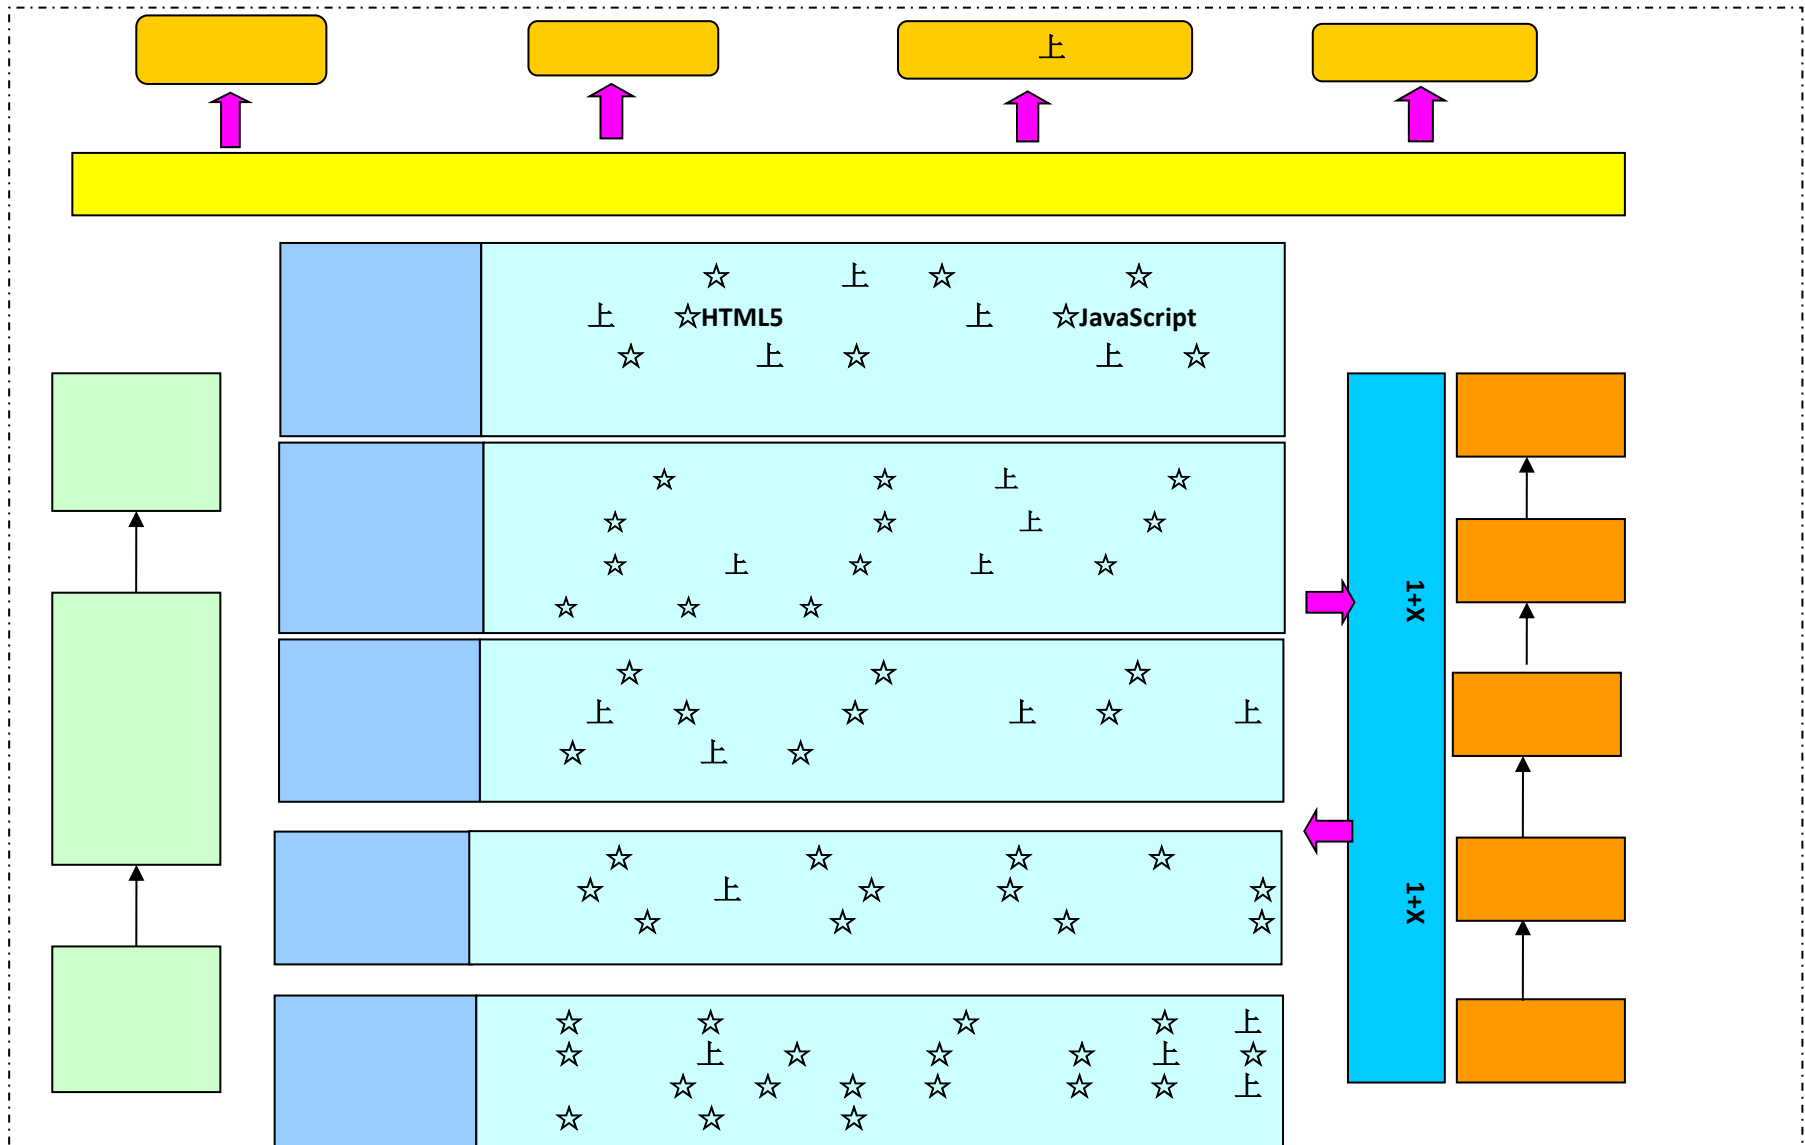 上
☆ 上 ☆ ☆
上 ☆HTML5 上 ☆JavaScript
☆ 上 ☆ 上 ☆
☆ ☆ 上 ☆
☆ ☆ 上 ☆
☆ 上 ☆ 上 ☆
☆ ☆ ☆
☆ ☆ ☆
上 ☆ ☆ 上 ☆ 上
☆ 上 ☆
☆ ☆ ☆ ☆
☆ 上 ☆ ☆ ☆
☆ ☆ ☆ ☆
☆ ☆ ☆ ☆ 上
☆ 上 ☆ ☆ ☆ 上 ☆
☆ ☆ ☆ ☆ ☆ ☆ 上
☆ ☆ ☆
1+X
1+X